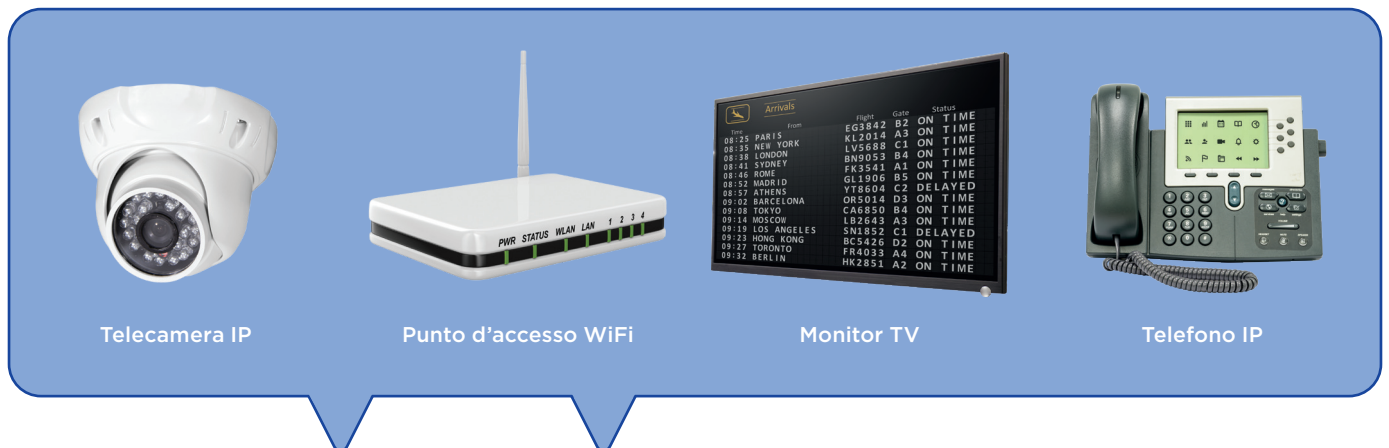 PWR STATUS WLAN LAN 1 2 3 4
Arrivals
Time From Flight Gate Status
08:25 PARIS EG3842 B2 ON TIME
08:35 NEW YORK KL2014 A3 ON TIME
08:38 LONDON LV5688 C1 ON TIME
08:41 SYDNEY BN9053 B4 ON TIME
08:46 ROME FK3541 A1 ON TIME
08:52 MADRID GL1906 B5 ON TIME
08:57 ATHENS YT8604 C2 DELAYED
09:02 BARCELONA OR5014 D3 ON TIME
09:08 TOKYO CA6850 B4 ON TIME
09:14 MOSCOW LB2643 A3 ON TIME
09:19 LOS ANGELES SN1852 C1 DELAYED
09:23 HONG KONG BC5426 D2 ON TIME
09:27 TORONTO FR4033 A4 ON TIME
09:32 BERLIN HK2851 A2 ON TIME
Telecamera IP
Punto d’accesso WiFi
Monitor TV
Telefono IP